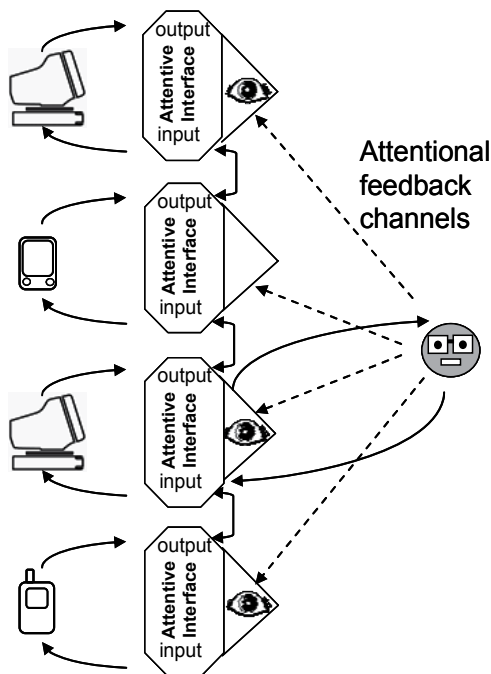 output
Attentive
Interface
input
Attentional
feedback
channels
output
Attentive
Interface
input
output
Attentive
Interface
input
output
Attentive
Interface
input